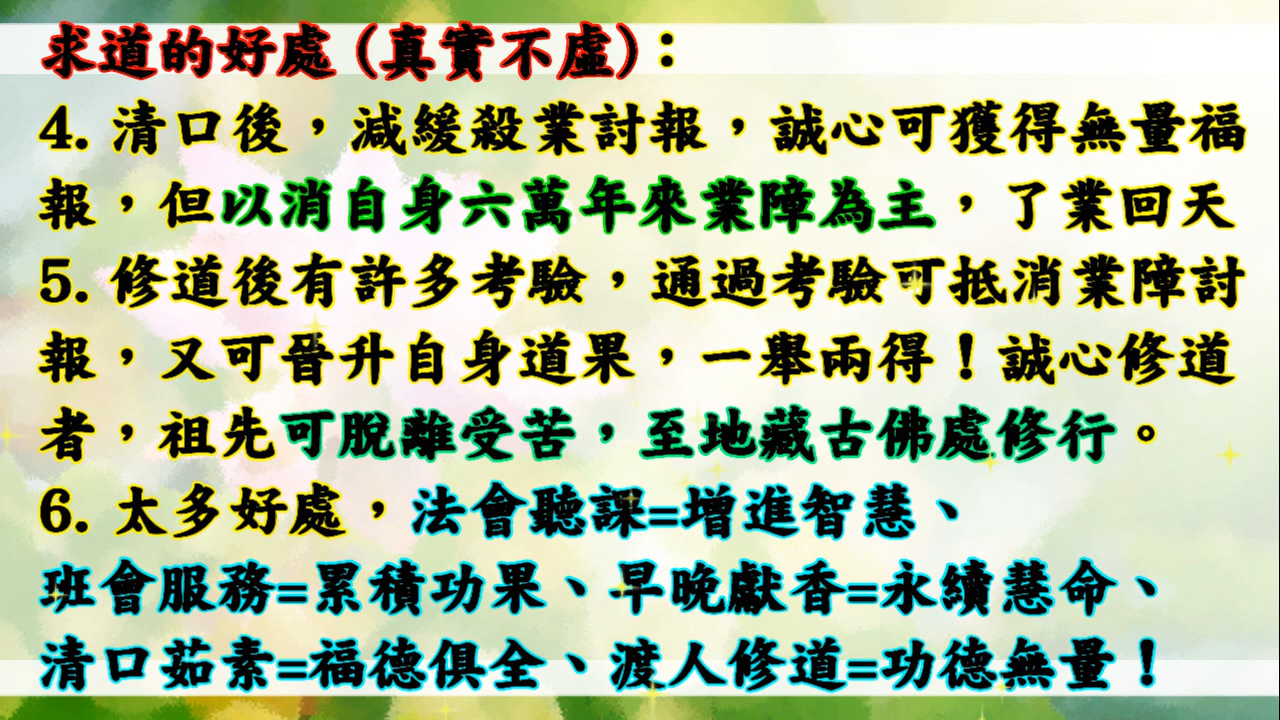 求道的好處(真實不虛)：
4. 清口後，減緩殺業討報，誠心可獲得無量福
報，但以消自身六萬年來業障為主，了業回天
5. 修道後有許多考驗，通過考驗可抵消業障討
報，又可晉升自身道果，一舉兩得！誠心修道
者，祖先可脫離受苦，至地藏古佛處修行。
6. 太多好處，法會聽課=增進智慧、
班會服務=累積功果、早晚獻香=永續慧命、
清口茹素=福德俱全、渡人修道=功德無量！